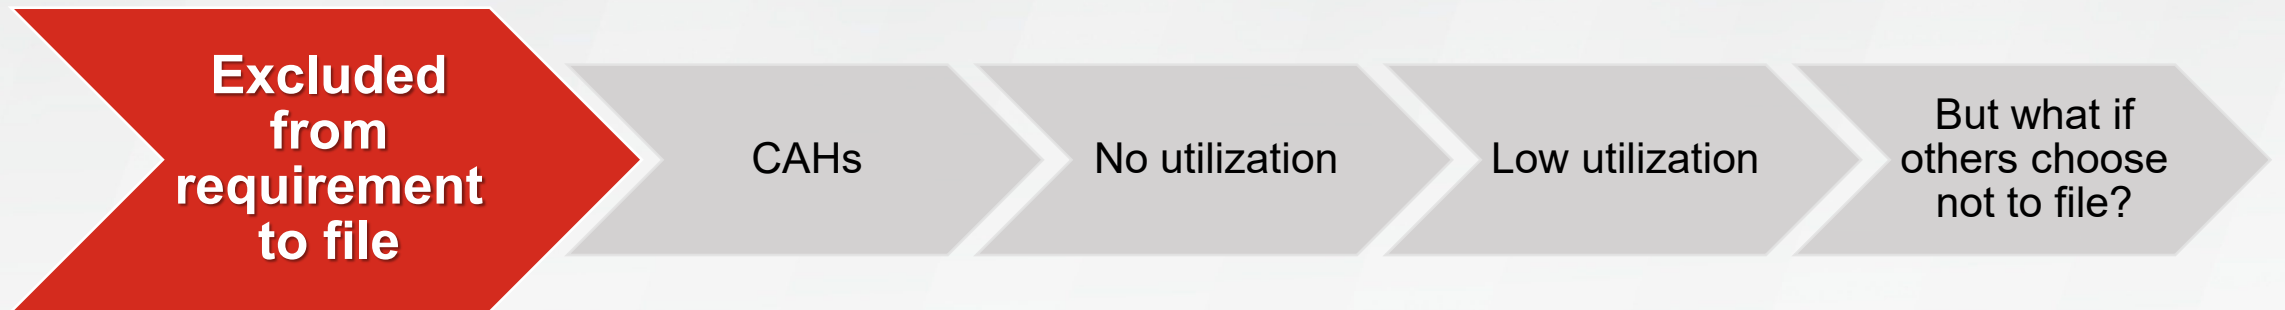 Excluded
from
requirement
to file
CAHs
No utilization
Low utilization
But what if
others choose
not to file?